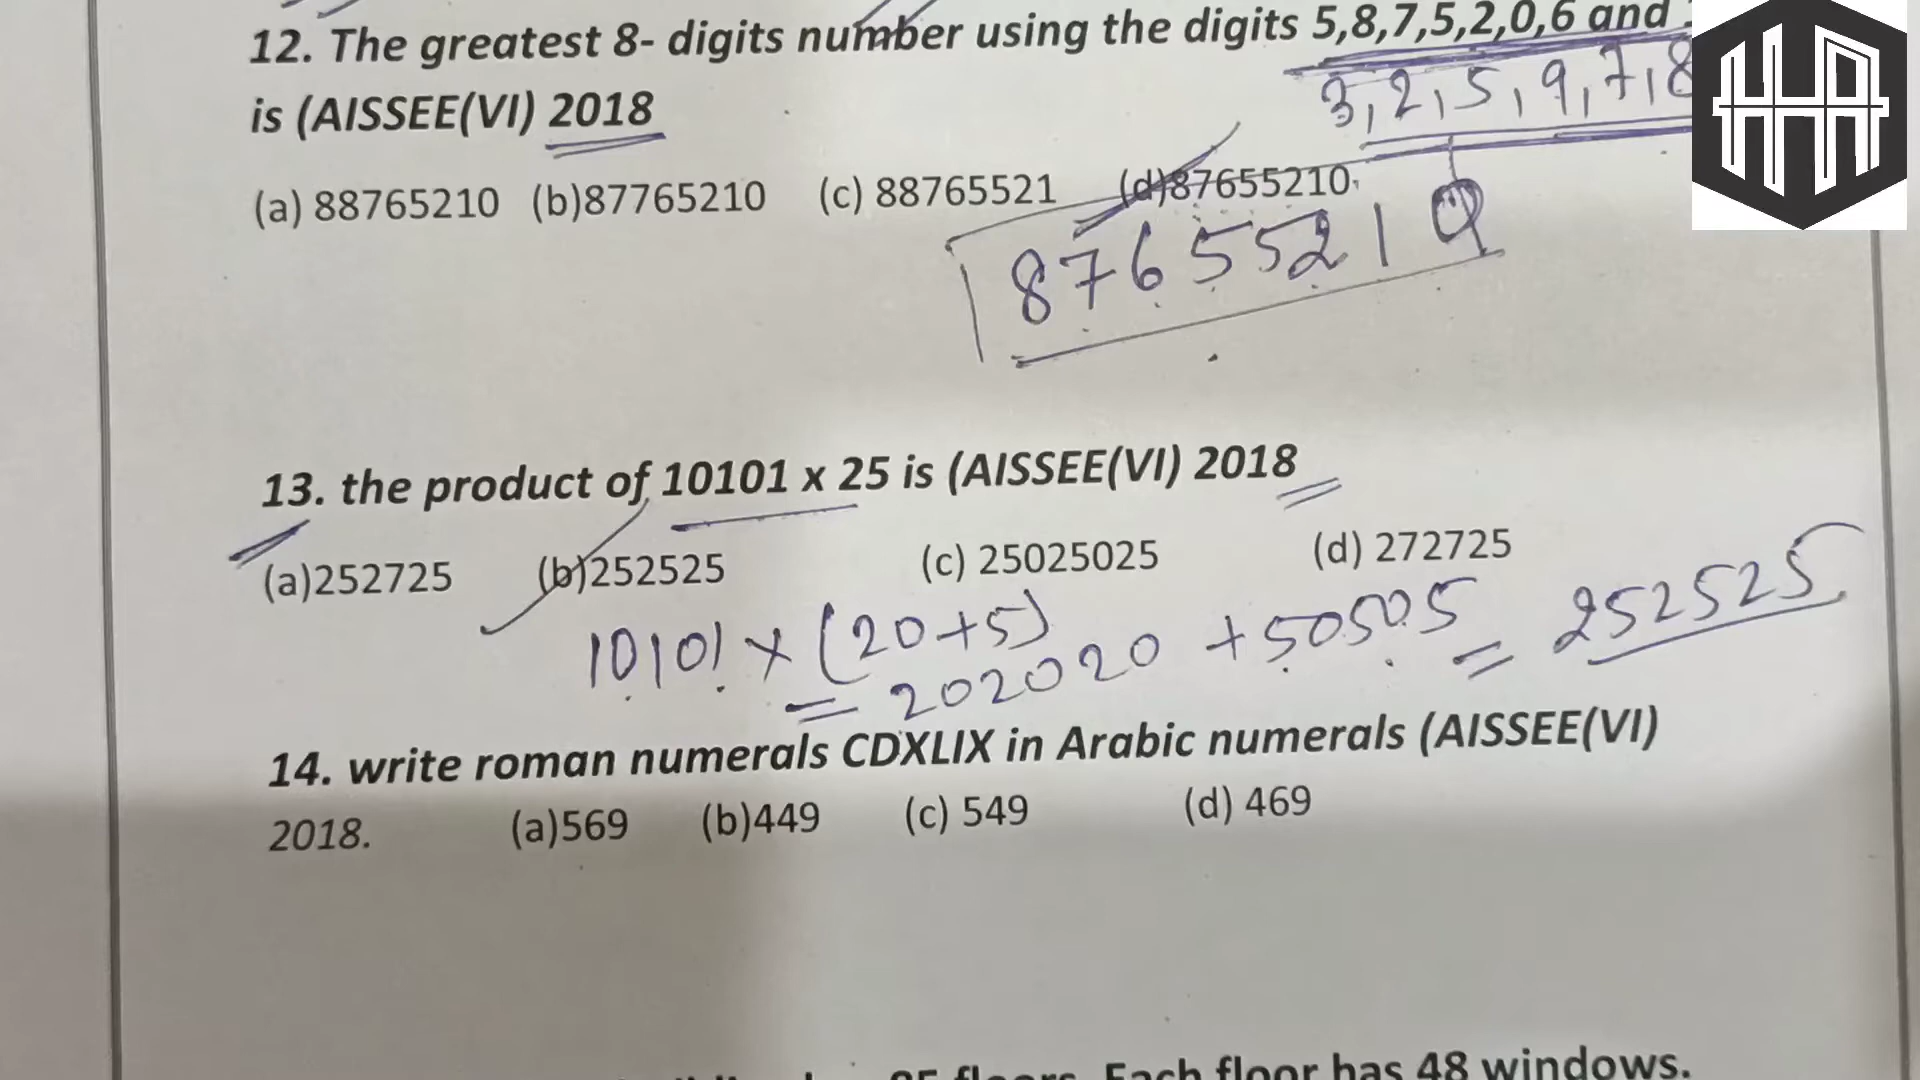 12. The greatest 8- digits number using the digits 5,8,7,5,2,0,6 and
3,2,5,9,7,8
is (AISSEE(VI) 2018
(a) 88765210 (b)87765210 (c) 88765521 (d)87655210
87655210
13. the product of 10101 x 25 is (AISSEE(VI) 2018
(a)252725 (b)252525 (c) 25025025 (d) 272725
10101 x (20+5)
= 202020 + 50505 = 252525
14. write roman numerals CDXLIX in Arabic numerals (AISSEE(VI)
2018. (a)569 (b)449 (c) 549 (d) 469
floors. Each floor has 48 windows.